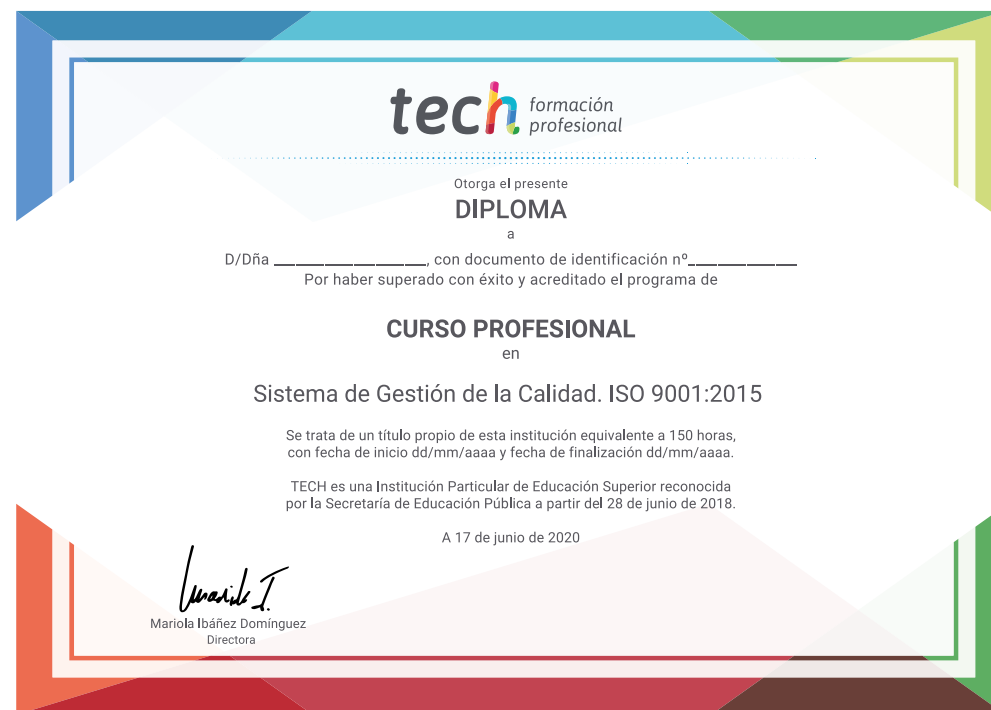 tech formación
profesional
Otorga el presente
DIPLOMA
a
D/Dña _______________, con documento de identificación nº__________
Por haber superado con éxito y acreditado el programa de
CURSO PROFESIONAL
en
Sistema de Gestión de la Calidad. ISO 9001:2015
Se trata de un título propio de esta institución equivalente a 150 horas,
con fecha de inicio dd/mm/aaaa y fecha de finalización dd/mm/aaaa.
TECH es una Institución Particular de Educación Superior reconocida
por la Secretaría de Educación Pública a partir del 28 de junio de 2018.
A 17 de junio de 2020
Mariola Ibáñez Domínguez
Directora